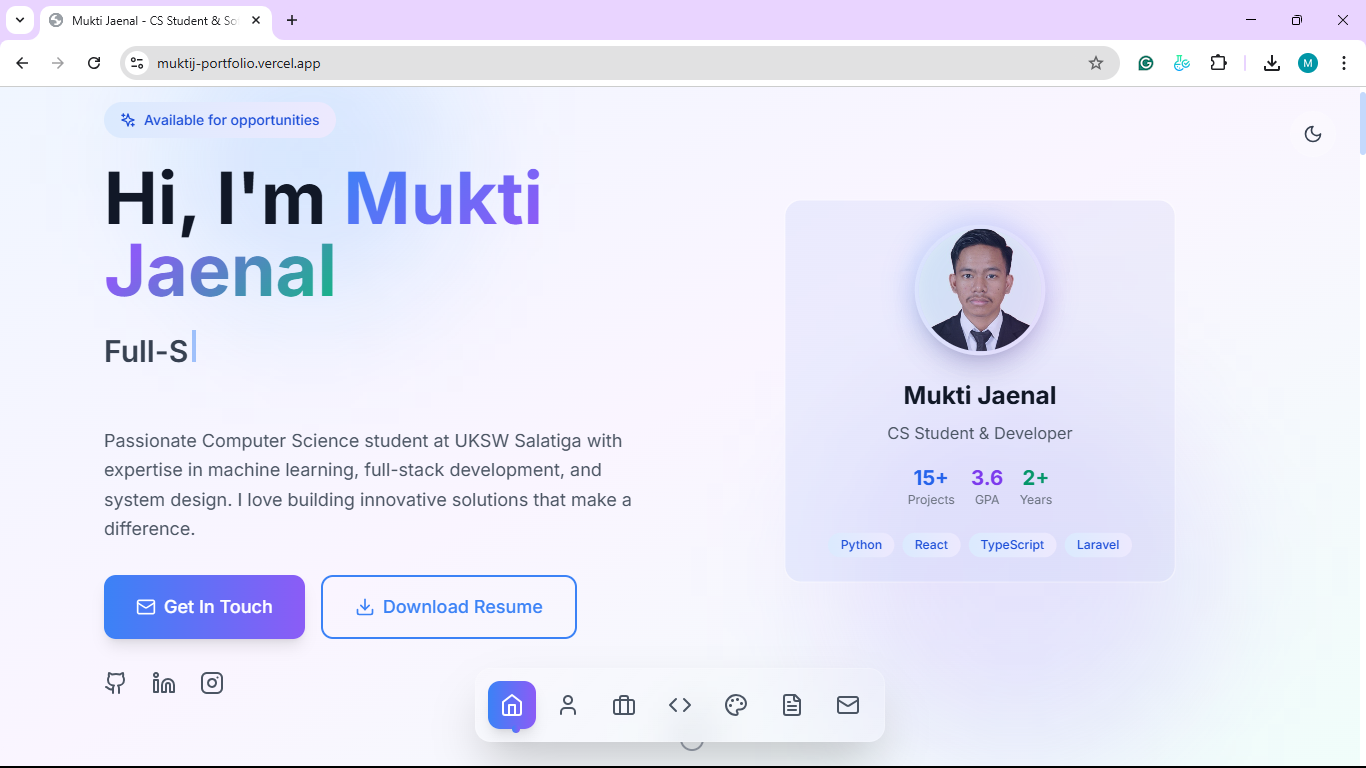 Mukti Jaenal - CS Student & So
muktij-portfolio.vercel.app
M
Available for opportunities
Hi, I'm Mukti
Jaenal
Full-S
Passionate Computer Science student at UKSW Salatiga with
expertise in machine learning, full-stack development, and
system design. I love building innovative solutions that make a
difference.
Get In Touch
Download Resume
Mukti Jaenal
CS Student & Developer
15+ 3.6 2+
Projects GPA Years
Python React TypeScript Laravel